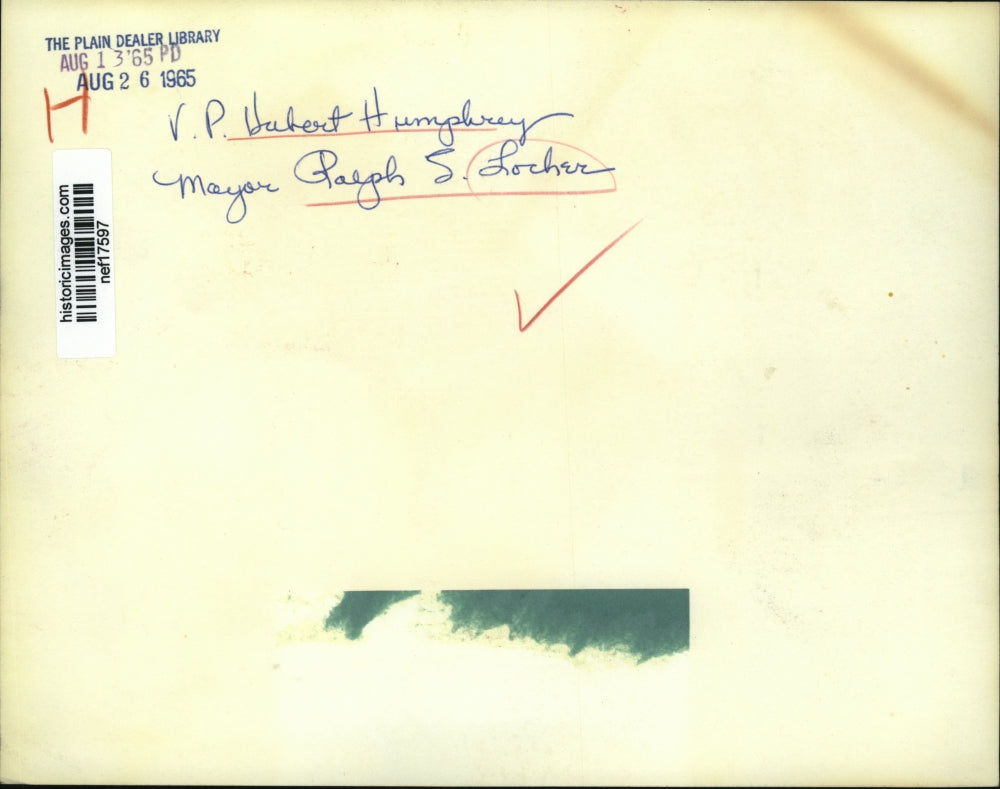 THE PLAIN DEALER LIBRARY
AUG 1 3 '65 PD
AUG 2 6 1965
H
V. P. Hubert Humphrey
Mayor Ralph S. Locher
historicimages.com
nef17597